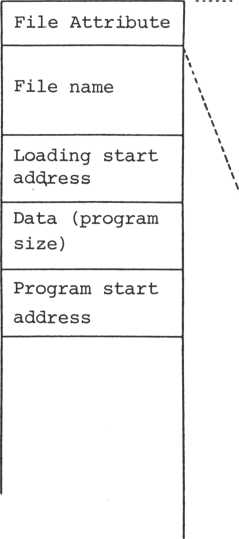 File Attribute
File name
Loading start
address
Data (program
size)
Program start
address